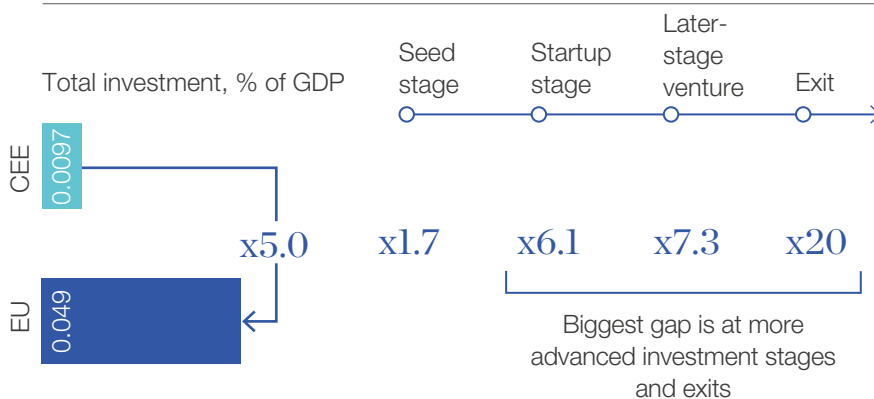 Total investment, % of GDP
Seed
stage
Startup
stage
Later-
stage
venture
Exit
CEE
0.0097
x5.0
x1.7
x6.1
x7.3
x20
EU
0.049
Biggest gap is at more
advanced investment stages
and exits